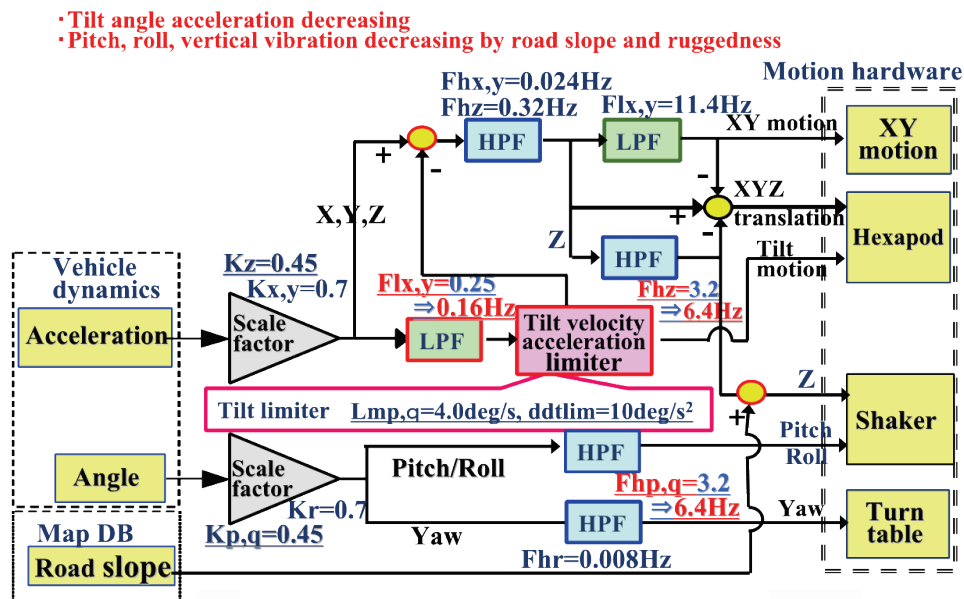 ・Tilt angle acceleration decreasing
・Pitch, roll, vertical vibration decreasing by road slope and ruggedness
Motion hardware
Fhx,y=0.024Hz
Fhz=0.32Hz
Flx,y=11.4Hz
HPF
LPF
XY motion
XY
motion
+
-
-
XYZ
translation
+
-
X,Y,Z
Z
HPF
Hexapod
Tilt
motion
Vehicle
dynamics
Kz=0.45
Kx,y=0.7
Flx,y=0.25
⇒0.16Hz
Fhz=3.2
⇒6.4Hz
Acceleration
Scale
factor
LPF
Tilt velocity
acceleration
limiter
Z
Tilt limiter Lmp,q=4.0deg/s, ddtlim=10deg/s²
+
Shaker
Pitch
Roll
Angle
Scale
factor
Pitch/Roll
HPF
Kr=0.7
Kp,q=0.45
Fhp,q=3.2
⇒6.4Hz
Yaw
HPF
Yaw
Turn
table
Map DB
Road slope
Fhr=0.008Hz